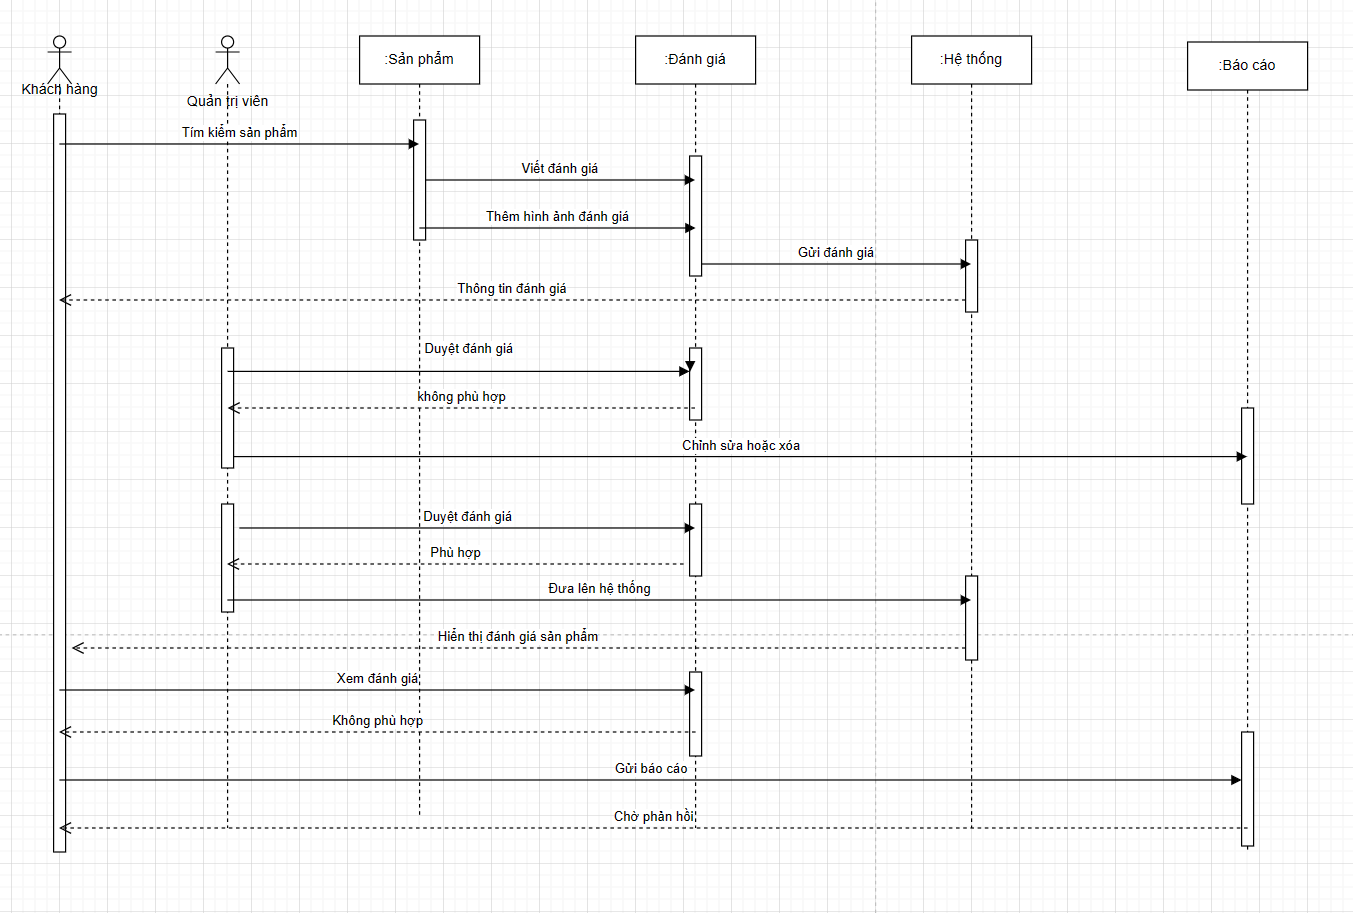 Khách hàng
Quản trị viên
:Sản phẩm
:Đánh giá
:Hệ thống
:Báo cáo
Tím kiểm sản phẩm
Viết đánh giá
Thêm hình ảnh đánh giá
Gửi đánh giá
Thông tin đánh giá
Duyệt đánh giá
không phù hợp
Chỉnh sửa hoặc xóa
Duyệt đánh giá
Phù hợp
Đưa lên hệ thống
Hiển thị đánh giá sản phẩm
Xem đánh giá
Không phù hợp
Gửi báo cáo
Chờ phản hồi